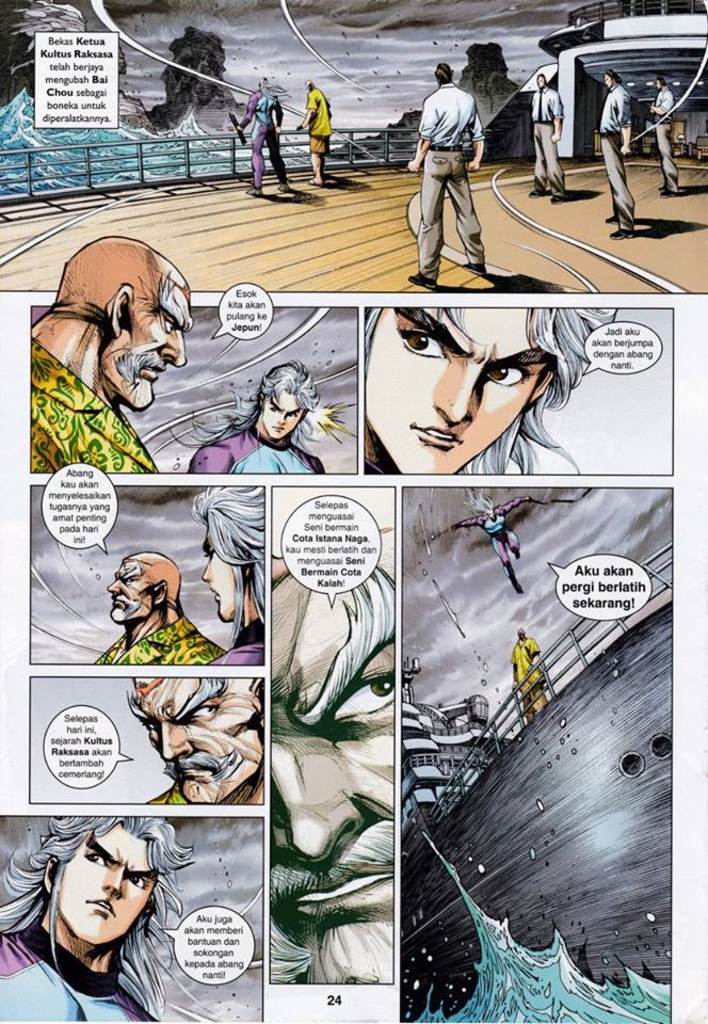 Bekas Ketua
Kultus Raksasa
telah berjaya
mengubah Bai
Chou sebagai
boneka untuk
diperalatkannya.
Esok
kita akan
pulang ke
Jepun!
Jadi aku
akan berjumpa
dengan abang
nanti.
Abang
kau akan
menyelesaikan
tugasnya yang
amat penting
pada hari
ini!
Selepas
hari ini,
sejarah Kultus
Raksasa akan
bertambah
cemerlang!
Aku juga
akan memberi
bantuan dan
sokongan
kepada abang
nanti!
Selepas
menguasai
Seni bermain
Cota Istana Naga,
kau mesti berlatih dan
menguasai Seni
Bermain Cota
Kalah!
Aku akan
pergi berlatih
sekarang!
24